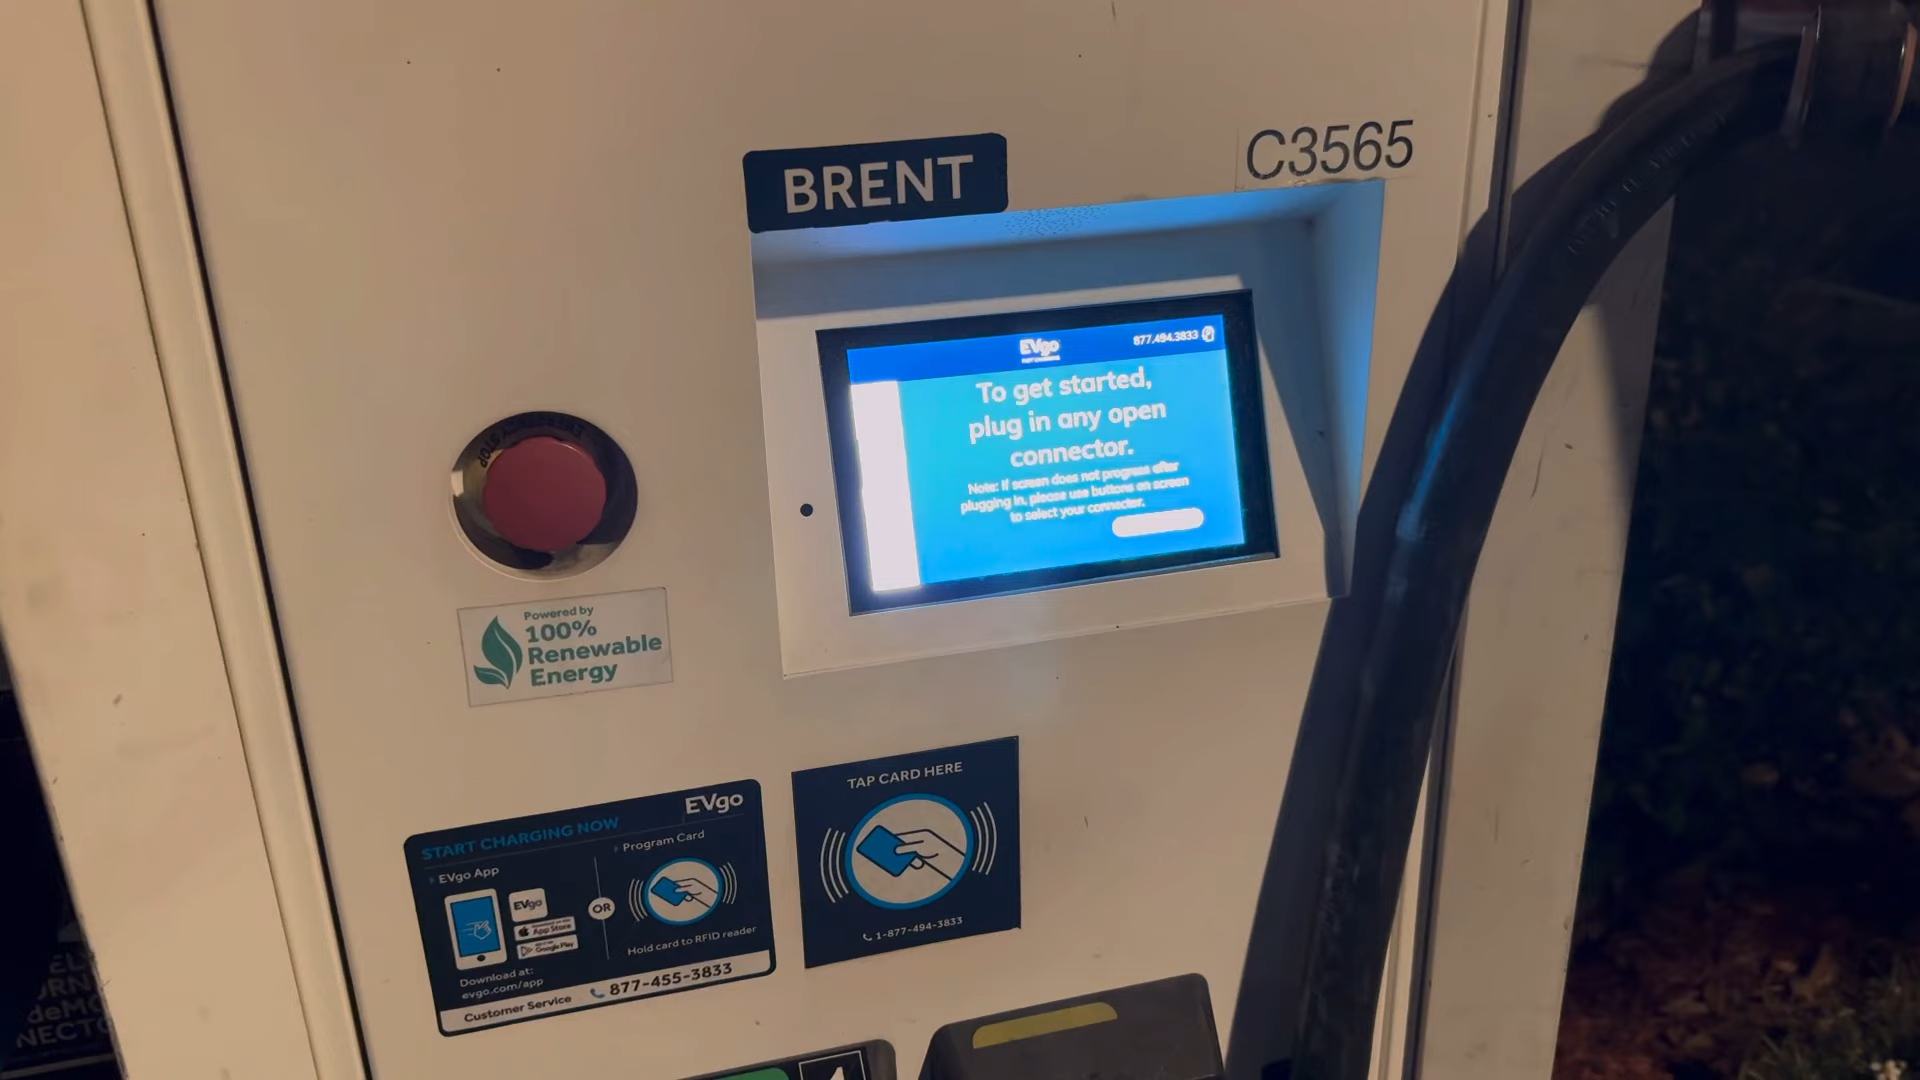 BRENT
C3565
EVgo
877.494.3833
To get started,
plug in any open
connector.
Note: If screen does not progress after
plugging in, please use buttons on screen
to select your connector.
EMERGENCY STOP
Powered by
100%
Renewable
Energy
TAP CARD HERE
1-877-494-3833
EVgo
START CHARGING NOW
EVgo App
Program Card
EVgo
App Store
Google Play
OR
Hold card to RFID reader
Download at:
evgo.com/app
Customer Service 877-455-3833